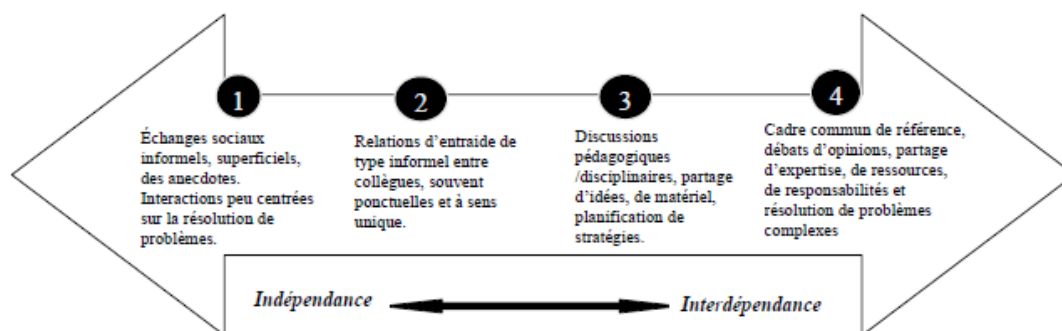 1
Échanges sociaux
informels, superficiels,
des anecdotes.
Interactions peu centrées
sur la résolution de
problèmes.
2
Relations d'entraide de
type informel entre
collègues, souvent
ponctuelles et à sens
unique.
3
Discussions
pédagogiques
/disciplinaires, partage
d'idées, de matériel,
planification de
stratégies.
4
Cadre commun de référence,
débats d'opinions, partage
d'expertise, de ressources,
de responsabilités et
résolution de problèmes
complexes
Indépendance
Interdépendance